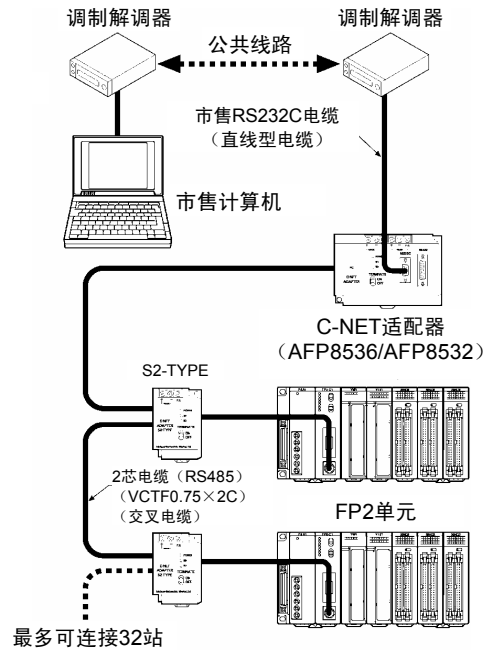 调制解调器
调制解调器
公共线路
市售RS232C电缆
（直线型电缆）
市售计算机
C-NET适配器
（AFP8536/AFP8532）
S2-TYPE
2芯电缆（RS485）
（VCTF0.75×2C）
（交叉电缆）
FP2单元
最多可连接32站